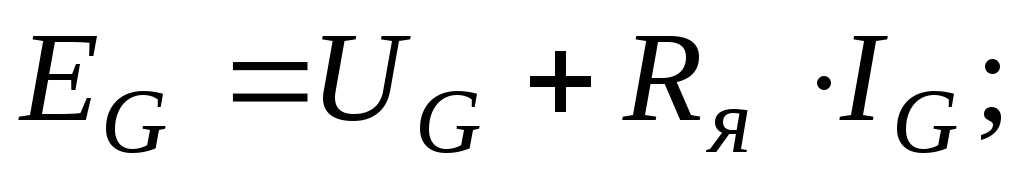 E_G = U_G + R_я · I_G;